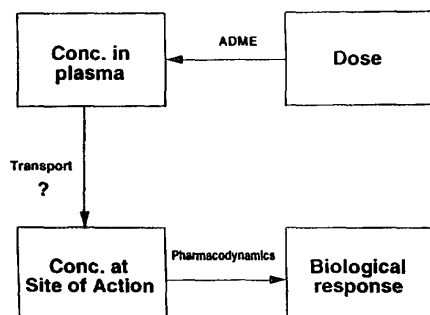 Conc. in
plasma
ADME
Dose
Transport
?
Conc. at
Site of Action
Pharmacodynamics
Biological
response